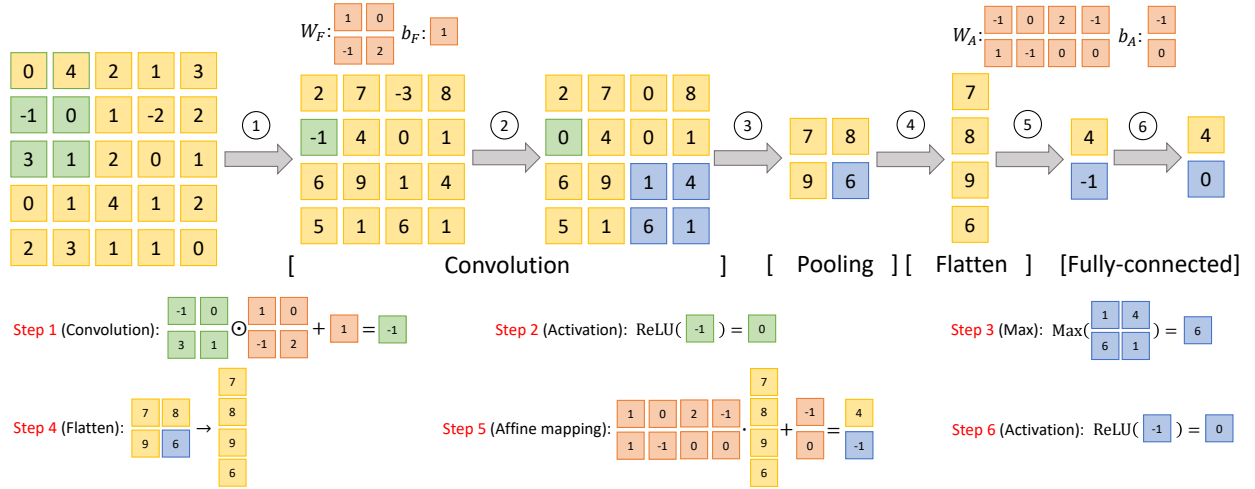 W_F: 1 0 b_F: 1
-1 2
W_A: -1 0 2 -1 b_A: -1
1 -1 0 0 0
0 4 2 1 3
-1 0 1 -2 2
3 1 2 0 1
0 1 4 1 2
2 3 1 1 0
1
2 7 -3 8
-1 4 0 1
6 9 1 4
5 1 6 1
2
2 7 0 8
0 4 0 1
6 9 1 4
5 1 6 1
3
7 8
9 6
4
7
8
9
6
5
4
-1
6
4
0
[ Convolution ] [ Pooling ] [ Flatten ] [Fully-connected]
Step 1 (Convolution): -1 0 ⊙ 1 0 + 1 = -1
3 1 -1 2
Step 2 (Activation): ReLU( -1 ) = 0
Step 3 (Max): Max( 1 4 ) = 6
6 1
Step 4 (Flatten): 7 8 → 7
9 6 8
9
6
Step 5 (Affine mapping): 1 0 2 -1 · 7 + -1 = 4
1 -1 0 0 8 0 -1
9
6
Step 6 (Activation): ReLU( -1 ) = 0